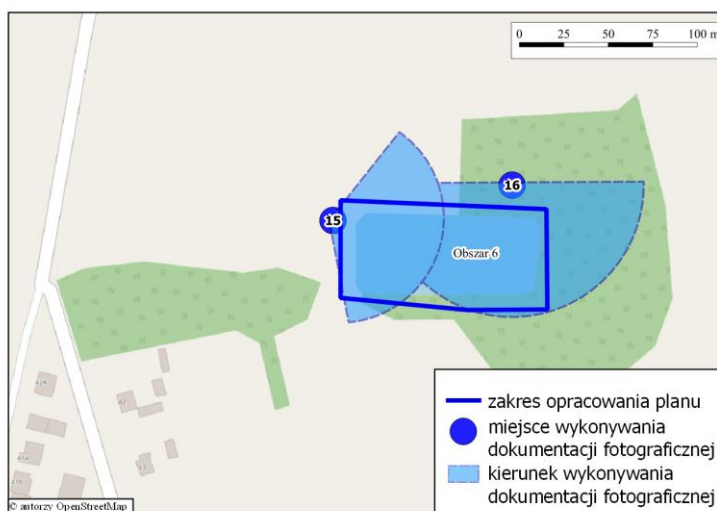 0 25 50 75 100 m
16
15
Obszar 6
zakres opracowania planu
miejsce wykonywania
dokumentacji fotograficznej
kierunek wykonywania
dokumentacji fotograficznej
© autorzy OpenStreetMap